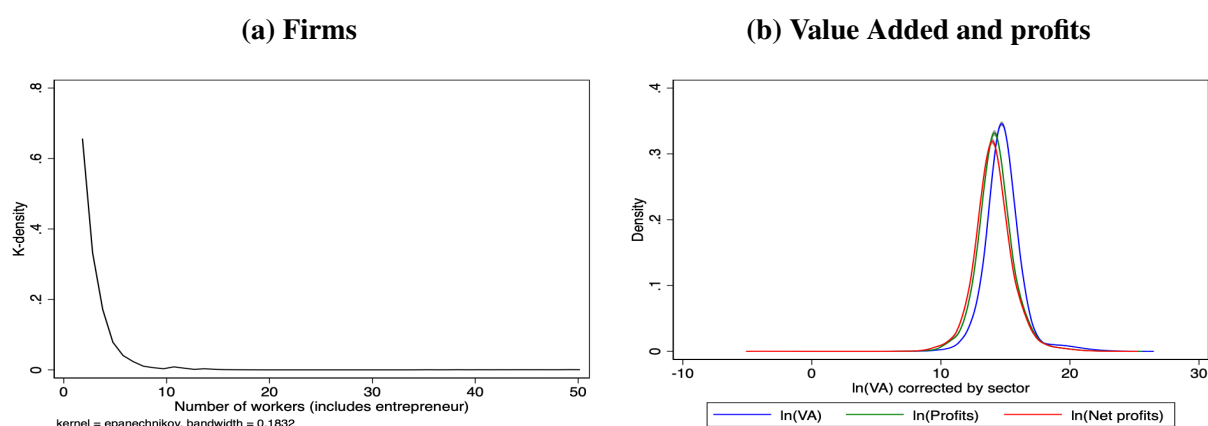 (a) Firms
K-density
.8
.6
.4
.2
0
0 10 20 30 40 50
Number of workers (includes entrepreneur)
kernel = epanechnikov, bandwidth = 0.1832
(b) Value Added and profits
Density
.4
.3
.2
.1
0
-10 0 10 20 30
ln(VA) corrected by sector
ln(VA) ln(Profits) ln(Net profits)